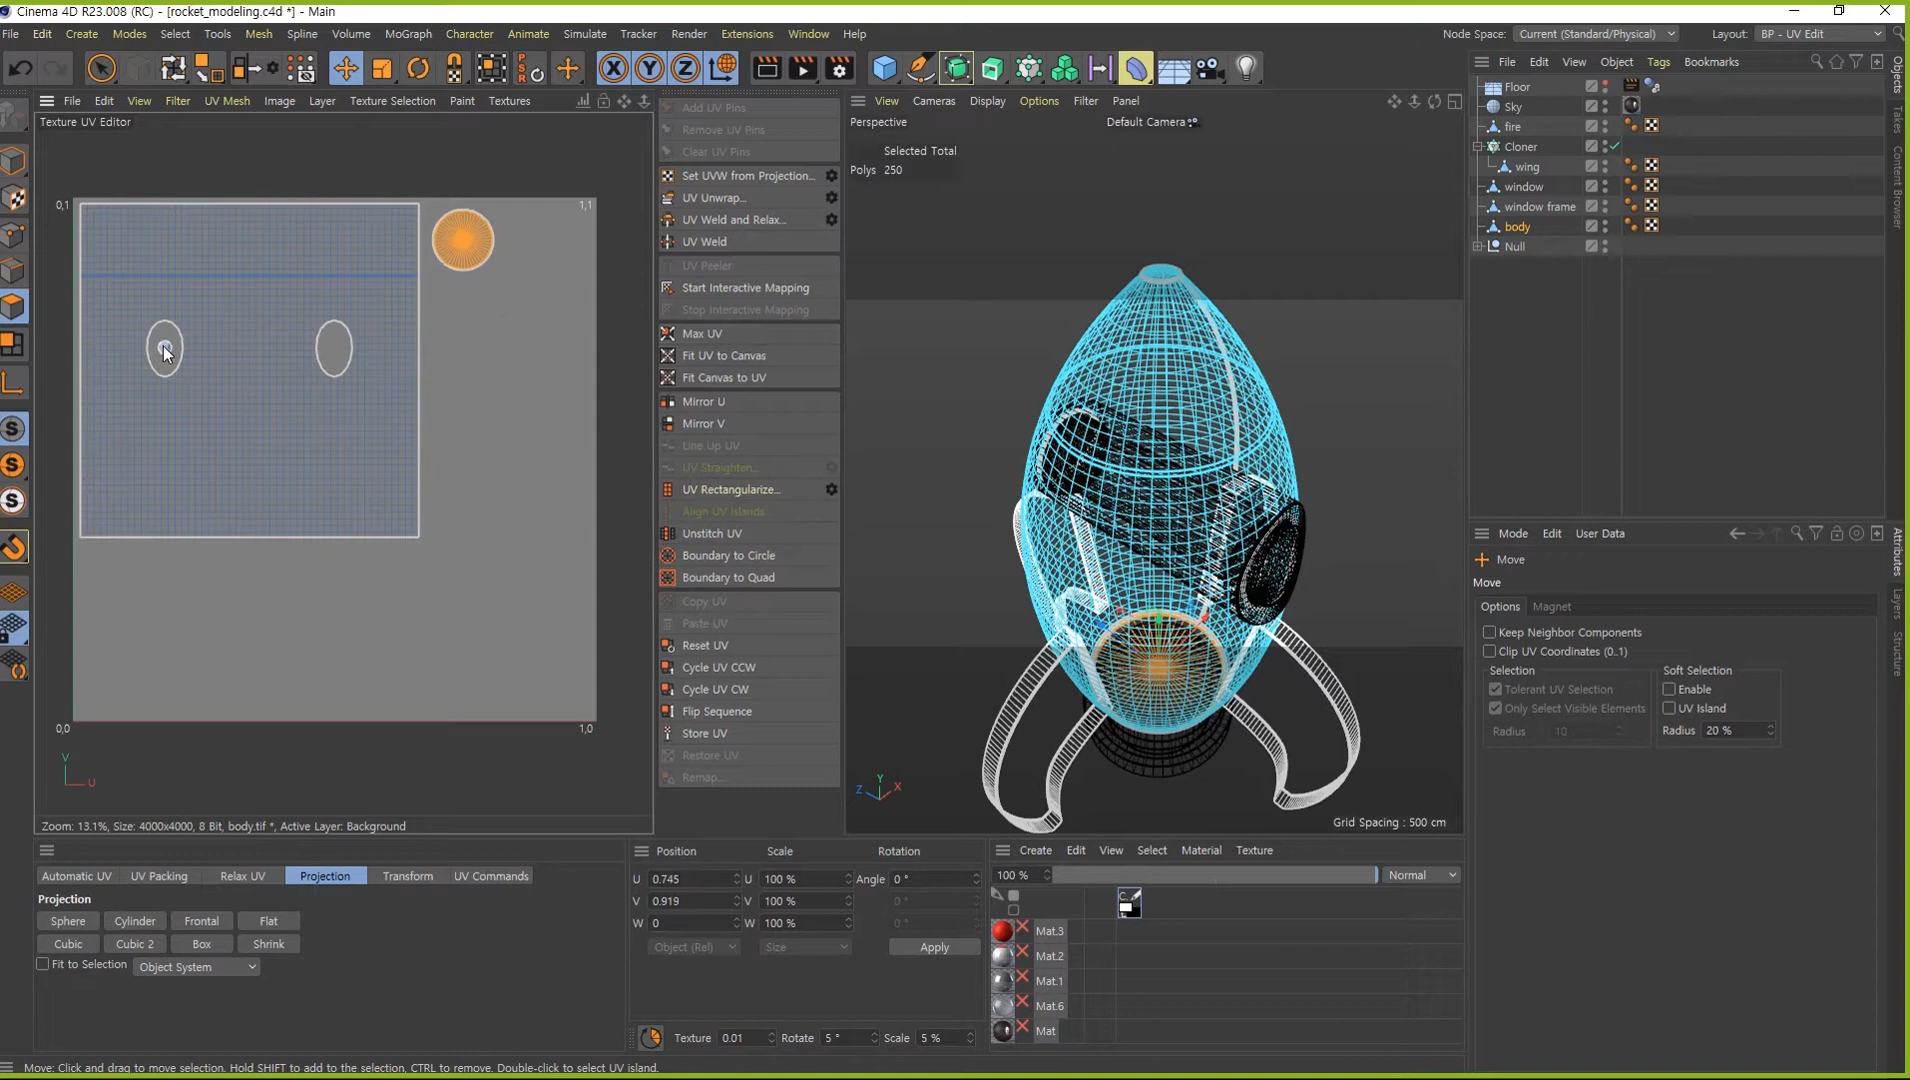 Cinema 4D R23.008 (RC) - [rocket_modeling.c4d *] - Main
File Edit Create Modes Select Tools Mesh Spline Volume MoGraph Character Animate Simulate Tracker Render Extensions Window Help
Node Space: Current (Standard/Physical) Layout: BP - UV Edit
File Edit View Filter UV Mesh Image Layer Texture Selection Paint Textures
Texture UV Editor
0,1
1,1
0,0
1,0
V
U
Zoom: 13.1%, Size: 4000x4000, 8 Bit, body.tif *, Active Layer: Background
Add UV Pins
Remove UV Pins
Clear UV Pins
Set UVW from Projection...
UV Unwrap...
UV Weld and Relax...
UV Weld
UV Peeler
Start Interactive Mapping
Stop Interactive Mapping
Max UV
Fit UV to Canvas
Fit Canvas to UV
Mirror U
Mirror V
Line Up UV
UV Straighten...
UV Rectangularize...
Align UV Islands
Unstitch UV
Boundary to Circle
Boundary to Quad
Copy UV
Paste UV
Reset UV
Cycle UV CCW
Cycle UV CW
Flip Sequence
Store UV
Restore UV
Remap...
View Cameras Display Options Filter Panel
Perspective
Default Camera
Selected Total
Polys 250
Y
Z
X
Grid Spacing : 500 cm
File Edit View Object Tags Bookmarks
Floor
Sky
fire
Cloner
wing
window
window frame
body
Null
Objects
Takes
Content Browser
Mode Edit User Data
Move
Move
Options Magnet
Keep Neighbor Components
Clip UV Coordinates (0..1)
Selection
Tolerant UV Selection
Only Select Visible Elements
Radius 10
Soft Selection
Enable
UV Island
Radius 20 %
Attributes
Layers
Structure
Automatic UV UV Packing Relax UV Projection Transform UV Commands
Projection
Sphere Cylinder Frontal Flat
Cubic Cubic 2 Box Shrink
Fit to Selection Object System
Position Scale Rotation
U 0.745 U 100 % Angle 0 °
V 0.919 V 100 % 0 °
W 0 W 100 % 0 °
Object (Rel) Size Apply
Texture 0.01 Rotate 5 ° Scale 5 %
Create Edit View Select Material Texture
100 % Normal
Mat.3
Mat.2
Mat.1
Mat.6
Mat
Move: Click and drag to move selection. Hold SHIFT to add to the selection, CTRL to remove. Double-click to select UV island.